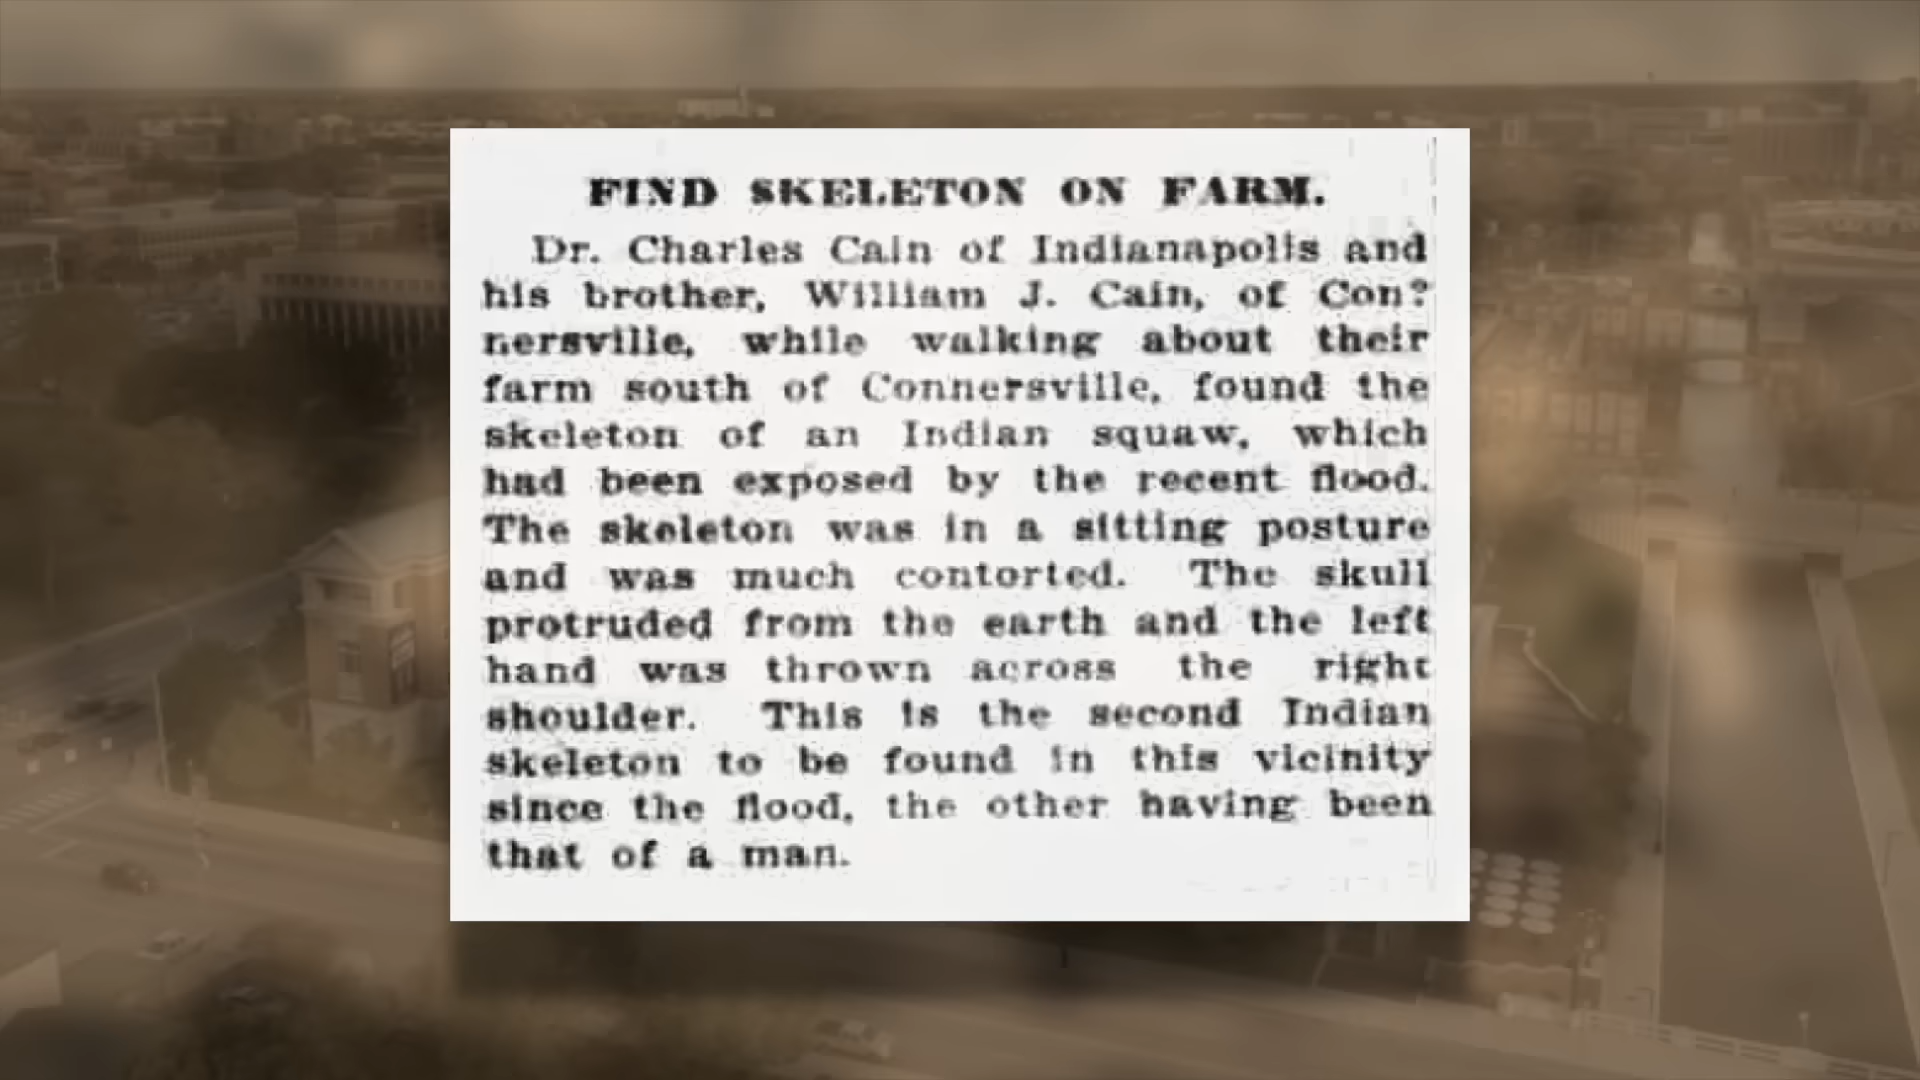 FIND SKELETON ON FARM.
Dr. Charles Cain of Indianapolis and
his brother, William J. Cain, of Con?
nersville, while walking about their
farm south of Connersville, found the
skeleton of an Indian squaw, which
had been exposed by the recent flood.
The skeleton was in a sitting posture
and was much contorted. The skull
protruded from the earth and the left
hand was thrown across the right
shoulder. This is the second Indian
skeleton to be found in this vicinity
since the flood, the other having been
that of a man.